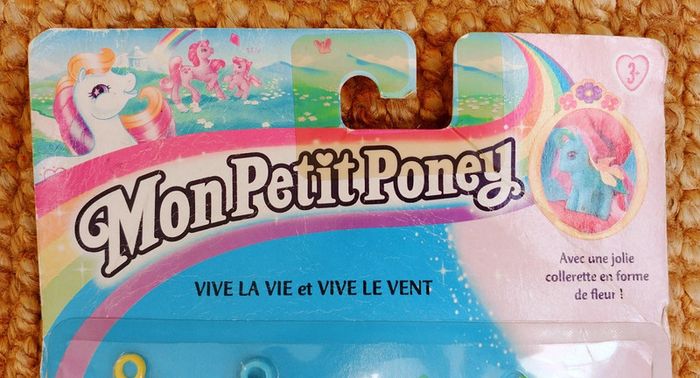 3+
Mon Petit Poney
VIVE LA VIE et VIVE LE VENT
Avec une jolie
collerette en forme
de fleur !